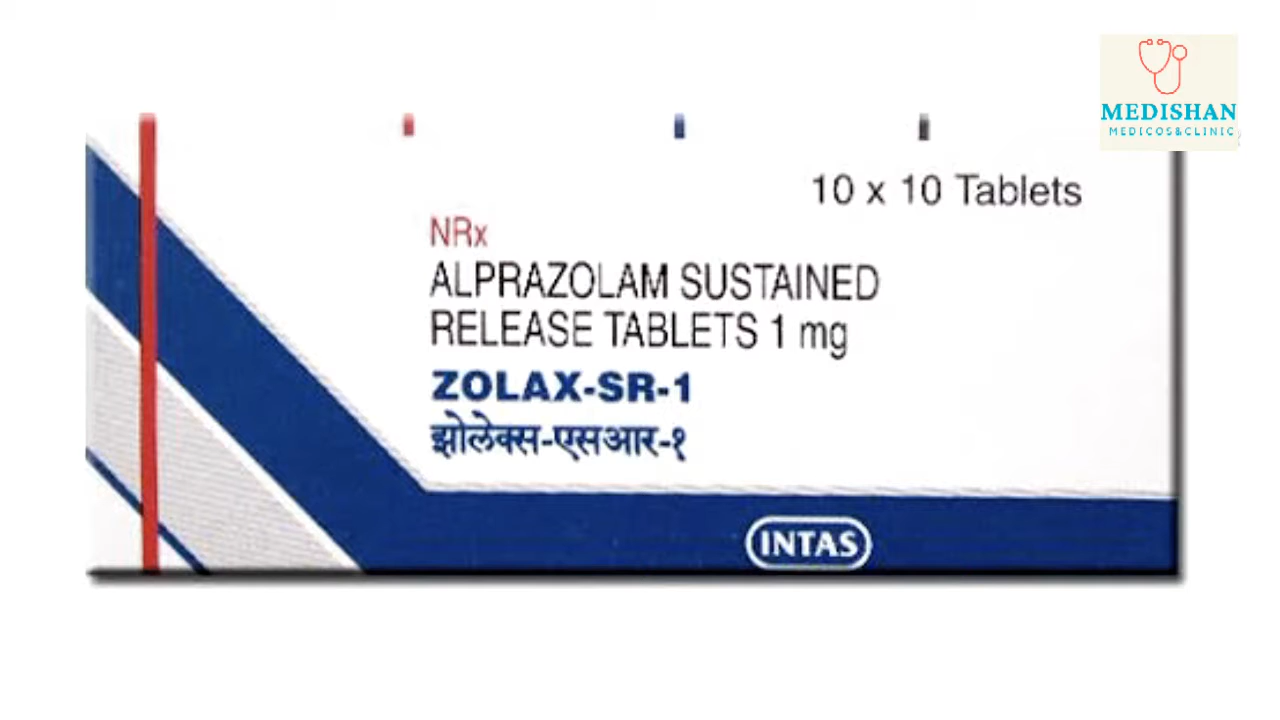 MEDISHAN
MEDICOS&CLINIC
10 x 10 Tablets
NRx
ALPRAZOLAM SUSTAINED
RELEASE TABLETS 1 mg
ZOLAX-SR-1
झोलेक्स-एसआर-१
INTAS